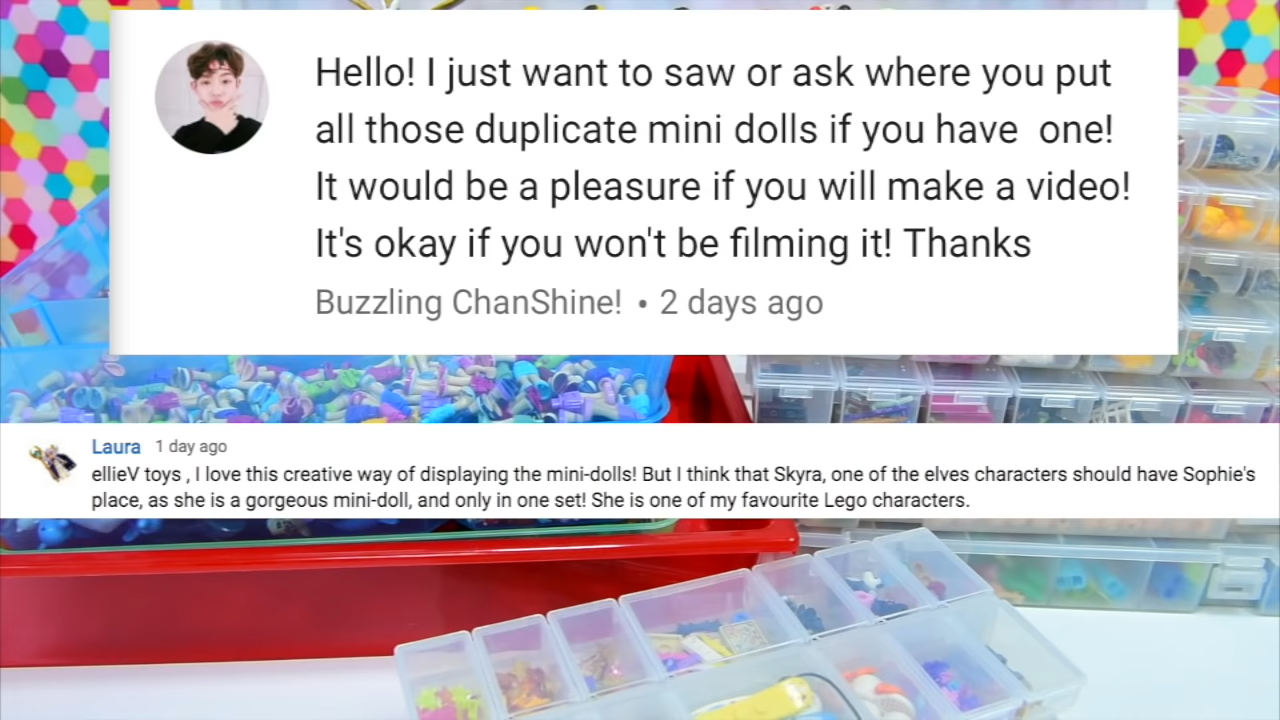 Hello! I just want to saw or ask where you put
all those duplicate mini dolls if you have  one!
It would be a pleasure if you will make a video!
It's okay if you won't be filming it! Thanks
Buzzling ChanShine! • 2 days ago
Laura 1 day ago
ellieV toys , I love this creative way of displaying the mini-dolls! But I think that Skyra, one of the elves characters should have Sophie's
place, as she is a gorgeous mini-doll, and only in one set! She is one of my favourite Lego characters.